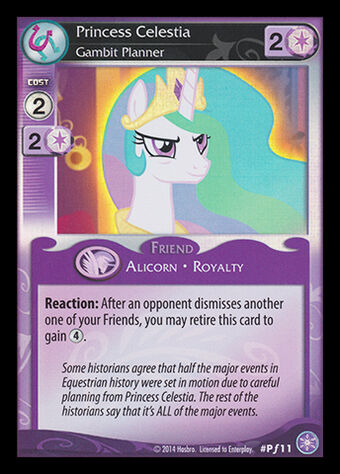 Princess Celestia
Gambit Planner
2
COST
2
2
FRIEND
ALICORN • ROYALTY
Reaction: After an opponent dismisses another
one of your Friends, you may retire this card to
gain 4.
Some historians agree that half the major events in
Equestrian history were set in motion due to careful
planning from Princess Celestia. The rest of the
historians say that it's ALL of the major events.
© 2014 Hasbro. Licensed to Enterplay. #Pƒ11